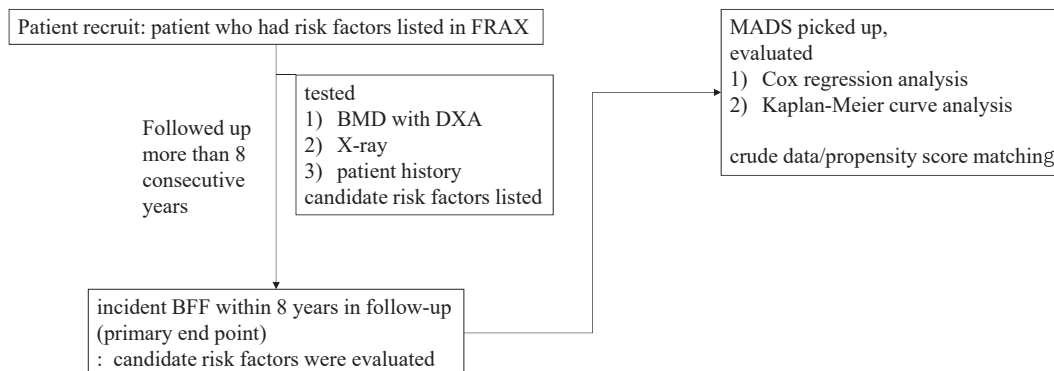 Patient recruit: patient who had risk factors listed in FRAX
tested
1) BMD with DXA
2) X-ray
3) patient history
candidate risk factors listed
Followed up
more than 8
consecutive
years
incident BFF within 8 years in follow-up
(primary end point)
: candidate risk factors were evaluated
MADS picked up,
evaluated
1) Cox regression analysis
2) Kaplan-Meier curve analysis
crude data/propensity score matching